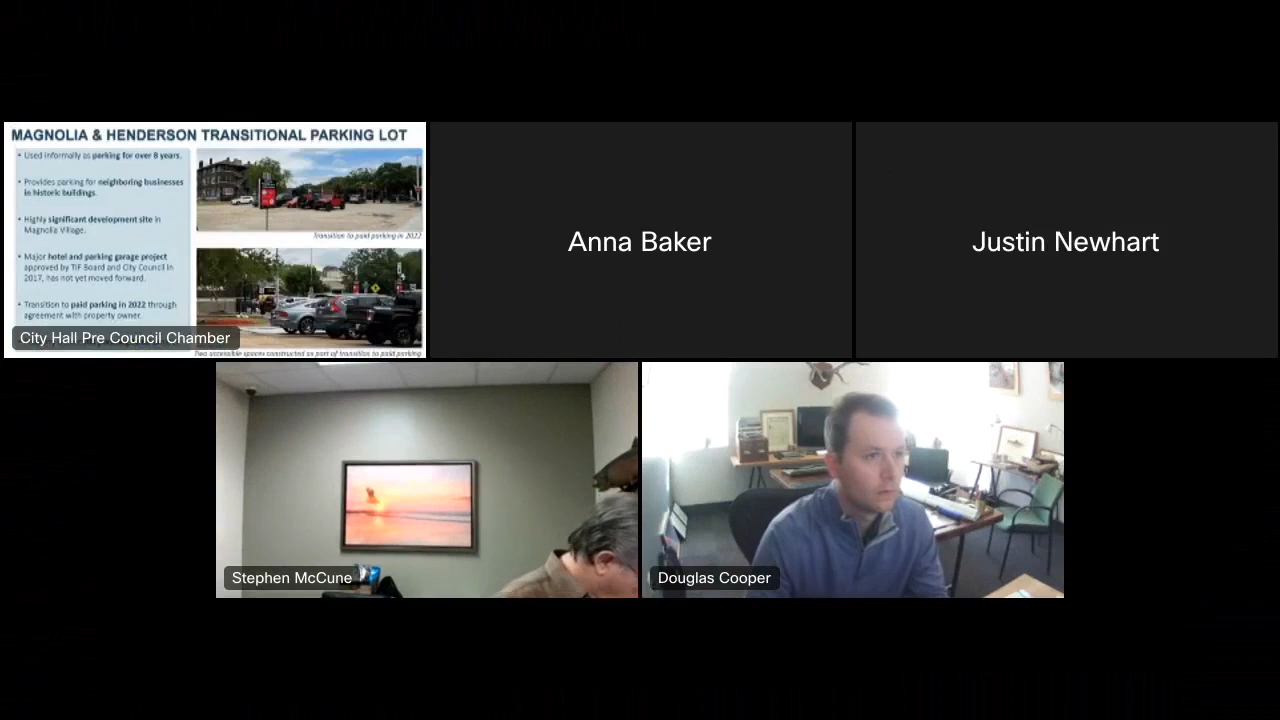 MAGNOLIA & HENDERSON TRANSITIONAL PARKING LOT
• Used informally as parking for over 8 years.
• Provides parking for neighboring businesses
in historic buildings.
• Highly significant development site in
Magnolia Village.
• Major hotel and parking garage project
approved by TIF Board and City Council in
2017, has not yet moved forward.
• Transition to paid parking in 2022 through
agreement with property owner.
Transition to paid parking in 2022
Two accessible spaces constructed as part of transition to paid parking
City Hall Pre Council Chamber
Anna Baker
Justin Newhart
Stephen McCune
Douglas Cooper